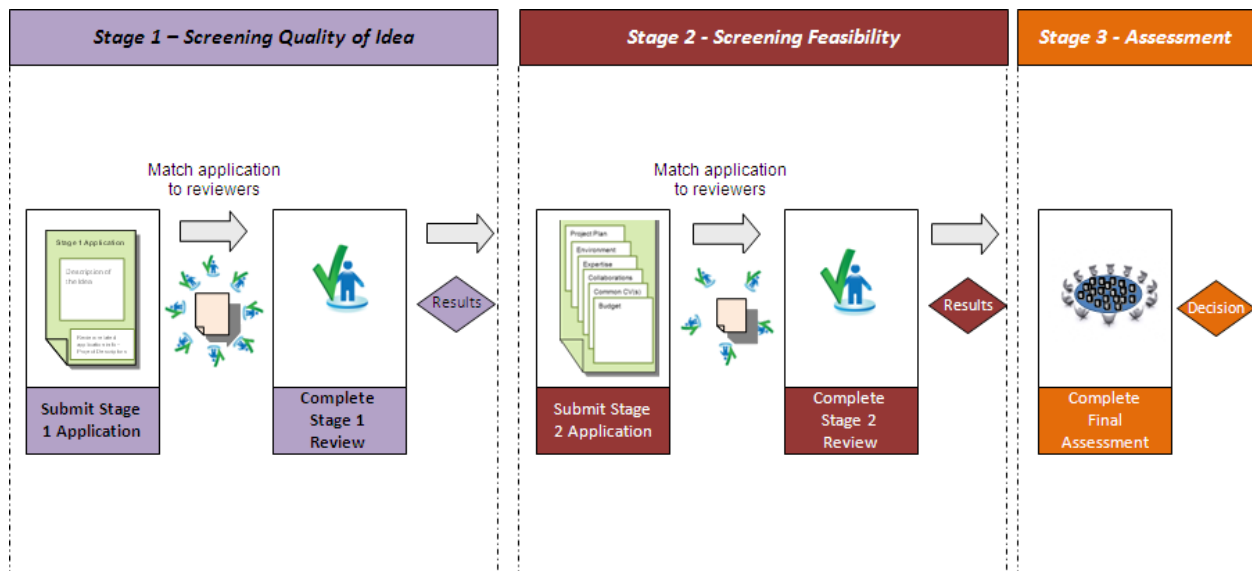 Stage 1 – Screening Quality of Idea
Stage 2 - Screening Feasibility
Stage 3 - Assessment
Match application
to reviewers
Match application
to reviewers
Stage 1 Application
Description of
the Idea
Project Plan
Environment
Expertise
Collaborations
Common CV(s)
Budget
Results
Results
Decision
Submit Stage
1 Application
Complete
Stage 1
Review
Submit Stage
2 Application
Complete
Stage 2
Review
Complete
Final
Assessment